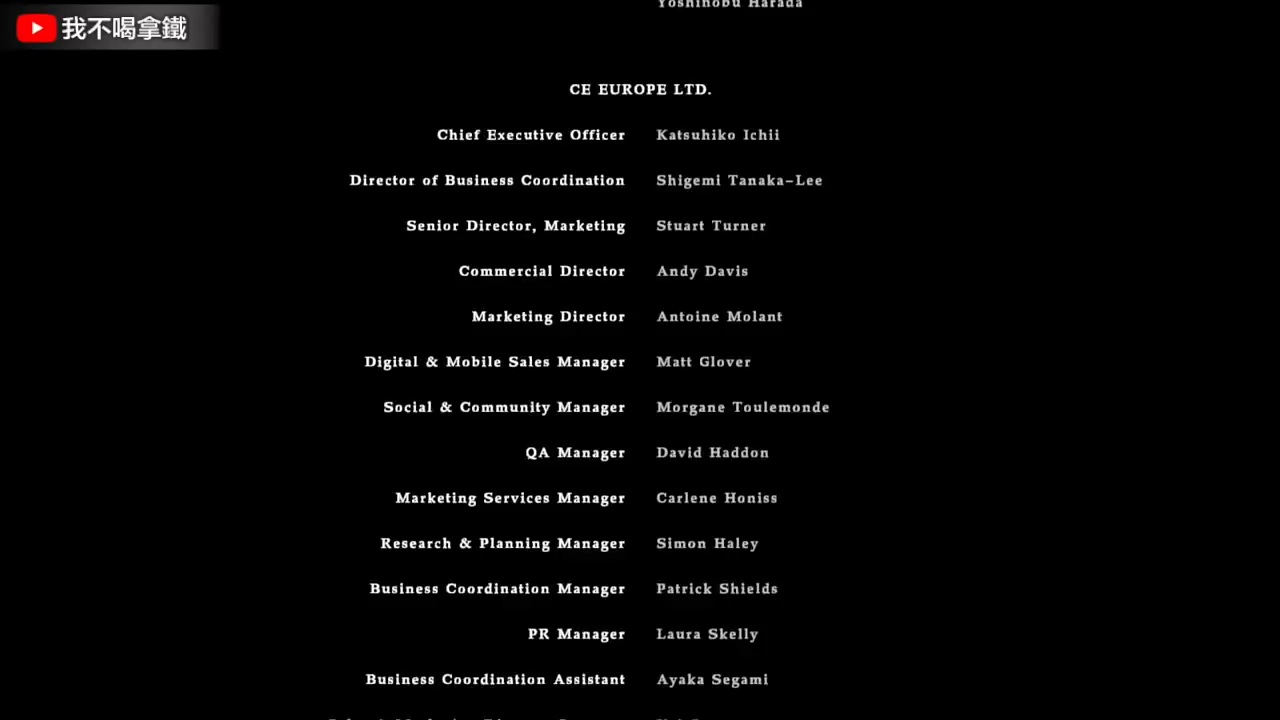 我不喝拿鐵
Yoshinobu Harada
CE EUROPE LTD.
Chief Executive Officer Katsuhiko Ichii
Director of Business Coordination Shigemi Tanaka-Lee
Senior Director, Marketing Stuart Turner
Commercial Director Andy Davis
Marketing Director Antoine Molant
Digital & Mobile Sales Manager Matt Glover
Social & Community Manager Morgane Toulemonde
QA Manager David Haddon
Marketing Services Manager Carlene Honiss
Research & Planning Manager Simon Haley
Business Coordination Manager Patrick Shields
PR Manager Laura Skelly
Business Coordination Assistant Ayaka Segami